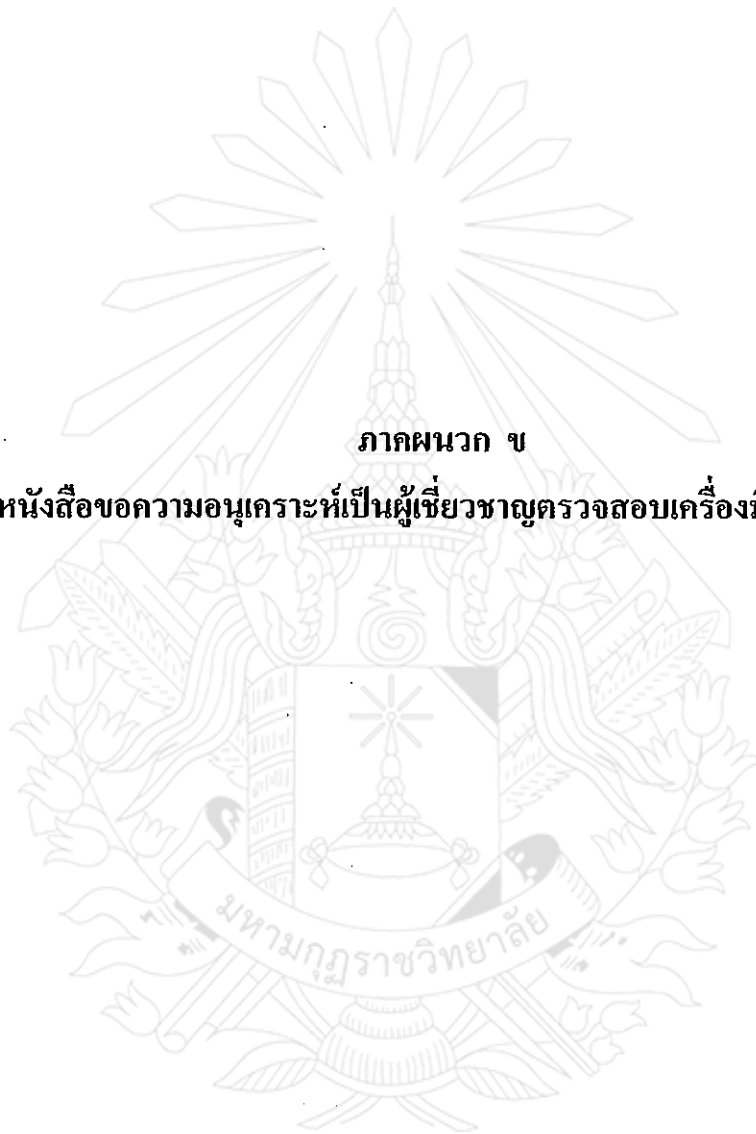 ภาคผนวก ข
หนังสือขอความอนุเคราะห์เป็นผู้เชี่ยวชาญตรวจสอบเครื่องมื
มหามกุฏราชวิทยาลัย